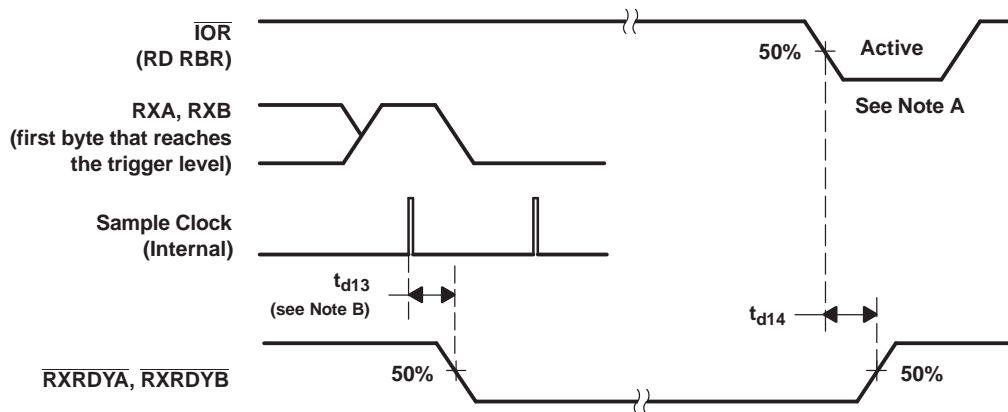 IOR
(RD RBR)
50%
Active
See Note A
RXA, RXB
(first byte that reaches
the trigger level)
Sample Clock
(Internal)
td13
(see Note B)
td14
RXRDYA, RXRDYB
50%
50%